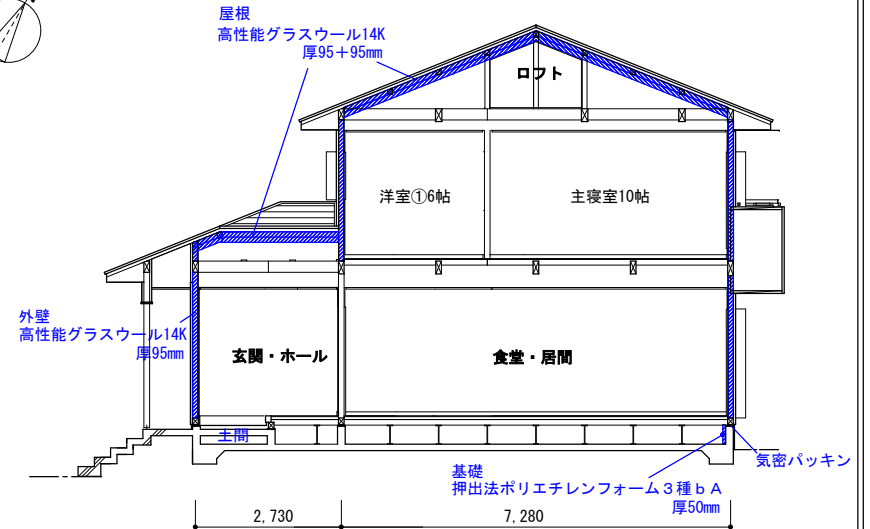 屋根
高性能グラスウール14K
厚95＋95mm
ロフト
洋室①6帖
主寝室10帖
外壁
高性能グラスウール14K
厚95mm
玄関・ホール
食堂・居間
土間
気密パッキン
基礎
押出法ポリエチレンフォーム３種ｂＡ
厚50mm
2,730
7,280